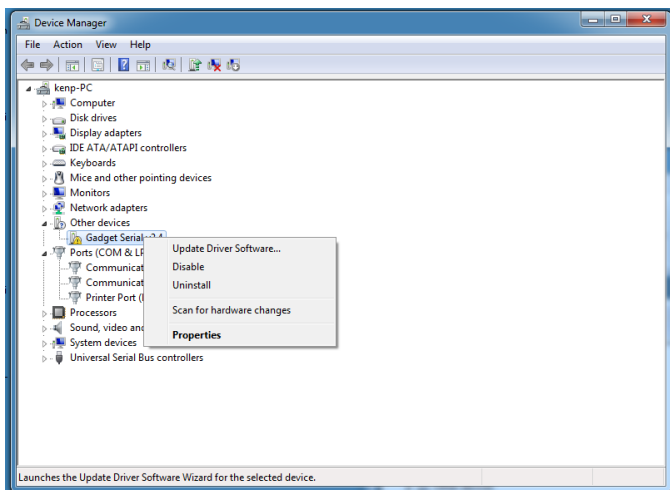 Device Manager
File Action View Help
kenp-PC
Computer
Disk drives
Display adapters
IDE ATA/ATAPI controllers
Keyboards
Mice and other pointing devices
Monitors
Network adapters
Other devices
Gadget Serial v2.4
Ports (COM & LP
Communicat
Communicat
Printer Port (
Processors
Sound, video and
System devices
Universal Serial Bus controllers
Update Driver Software...
Disable
Uninstall
Scan for hardware changes
Properties
Launches the Update Driver Software Wizard for the selected device.